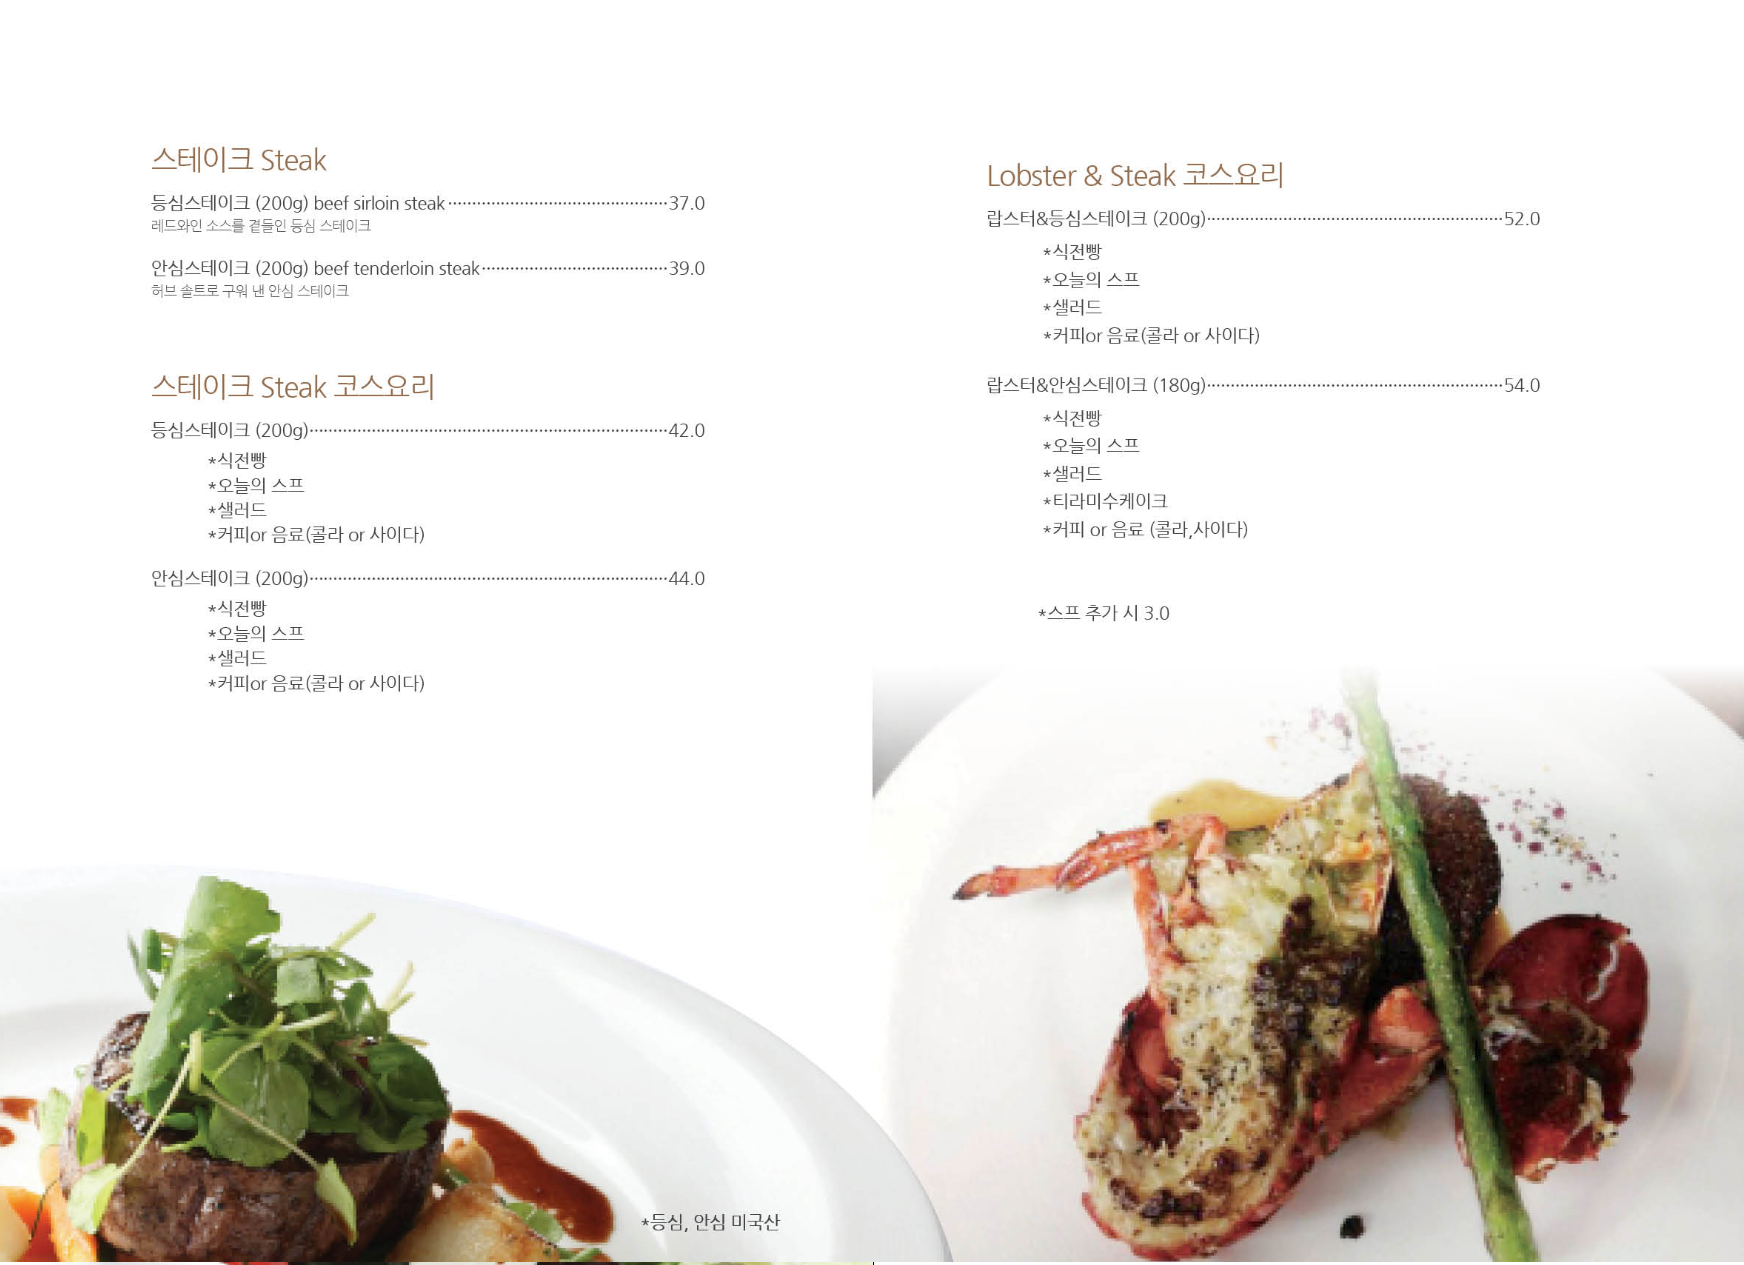 스테이크 Steak
등심스테이크 (200g) beef sirloin steak 37.0
레드와인 소스를 곁들인 등심 스테이크
안심스테이크 (200g) beef tenderloin steak 39.0
허브 솔트로 구워 낸 안심 스테이크
스테이크 Steak 코스요리
등심스테이크 (200g) 42.0
*식전빵
*오늘의 스프
*샐러드
*커피or 음료(콜라 or 사이다)
안심스테이크 (200g) 44.0
*식전빵
*오늘의 스프
*샐러드
*커피or 음료(콜라 or 사이다)
*등심, 안심 미국산
Lobster & Steak 코스요리
랍스터&등심스테이크 (200g) 52.0
*식전빵
*오늘의 스프
*샐러드
*커피or 음료(콜라 or 사이다)
랍스터&안심스테이크 (180g) 54.0
*식전빵
*오늘의 스프
*샐러드
*티라미수케이크
*커피 or 음료 (콜라,사이다)
*스프 추가 시 3.0